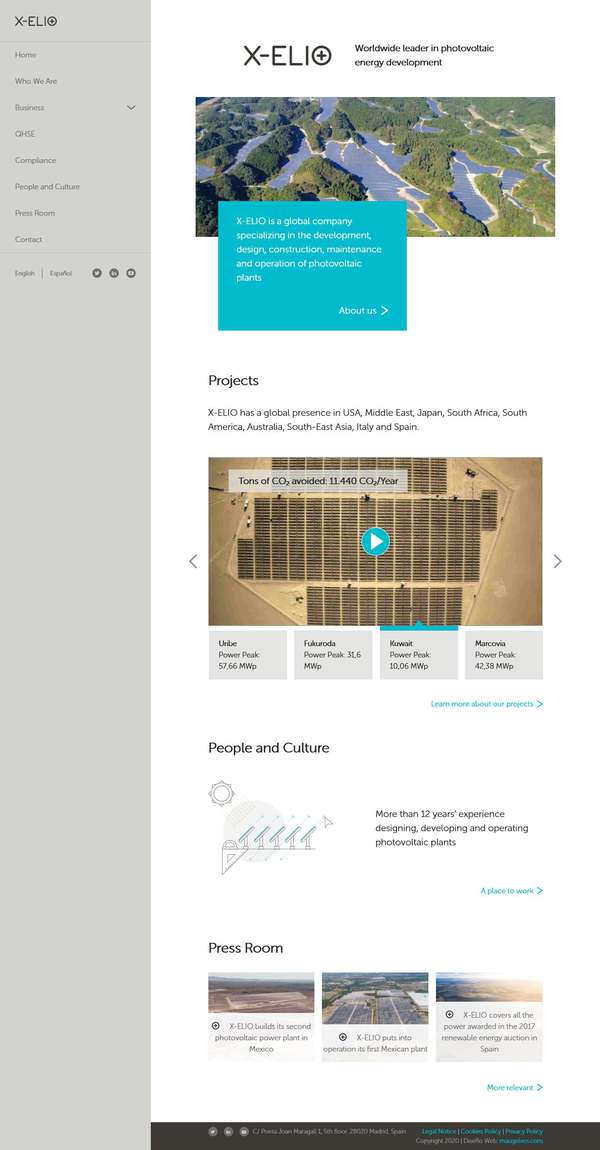 X-ELIO
Home
Who We Are
Business
QHSE
Compliance
People and Culture
Press Room
Contact
English | Español
X-ELIO
Worldwide leader in photovoltaic
energy development
X-ELIO is a global company
specializing in the development,
design, construction, maintenance
and operation of photovoltaic
plants
About us
Projects
X-ELIO has a global presence in USA, Middle East, Japan, South Africa, South
America, Australia, South-East Asia, Italy and Spain.
Tons of CO₂ avoided: 11.440 CO₂/Year
Uribe
Power Peak:
57,66 MWp
Fukuroda
Power Peak: 31,6
MWp
Kuwait
Power Peak:
10,06 MWp
Marcovia
Power Peak:
42,38 MWp
Learn more about our projects
People and Culture
More than 12 years' experience
designing, developing and operating
photovoltaic plants
A place to work
Press Room
X-ELIO builds its second
photovoltaic power plant in
Mexico
X-ELIO puts into
operation its first Mexican plant
X-ELIO covers all the
power awarded in the 2017
renewable energy auction in
Spain
More relevant
C/ Poeta Joan Maragall 1, 5th floor. 28020 Madrid, Spain
Legal Notice | Cookies Policy | Privacy Policy
Copyright 2020 | Diseño Web: